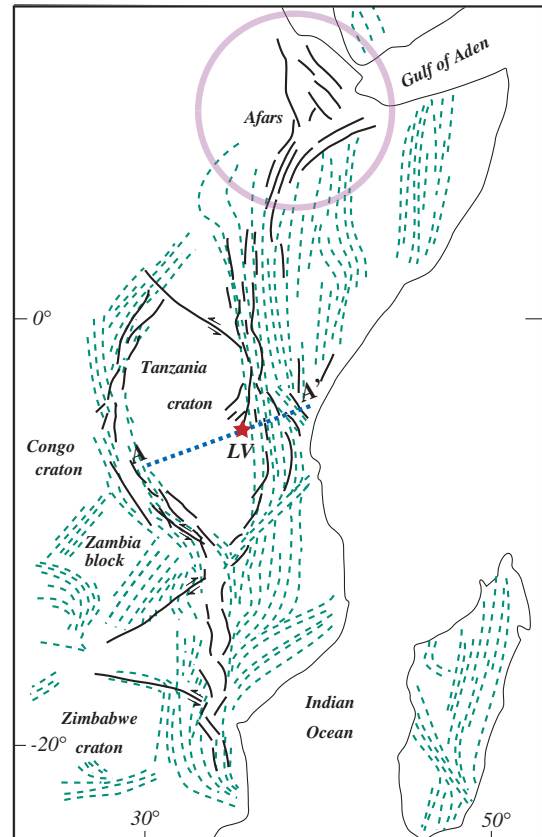 Gulf of Aden
Afars
0°
Tanzania
craton
A'
Congo
craton
A
LV
Zambia
block
Indian
Ocean
Zimbabwe
craton
-20°
30°
50°